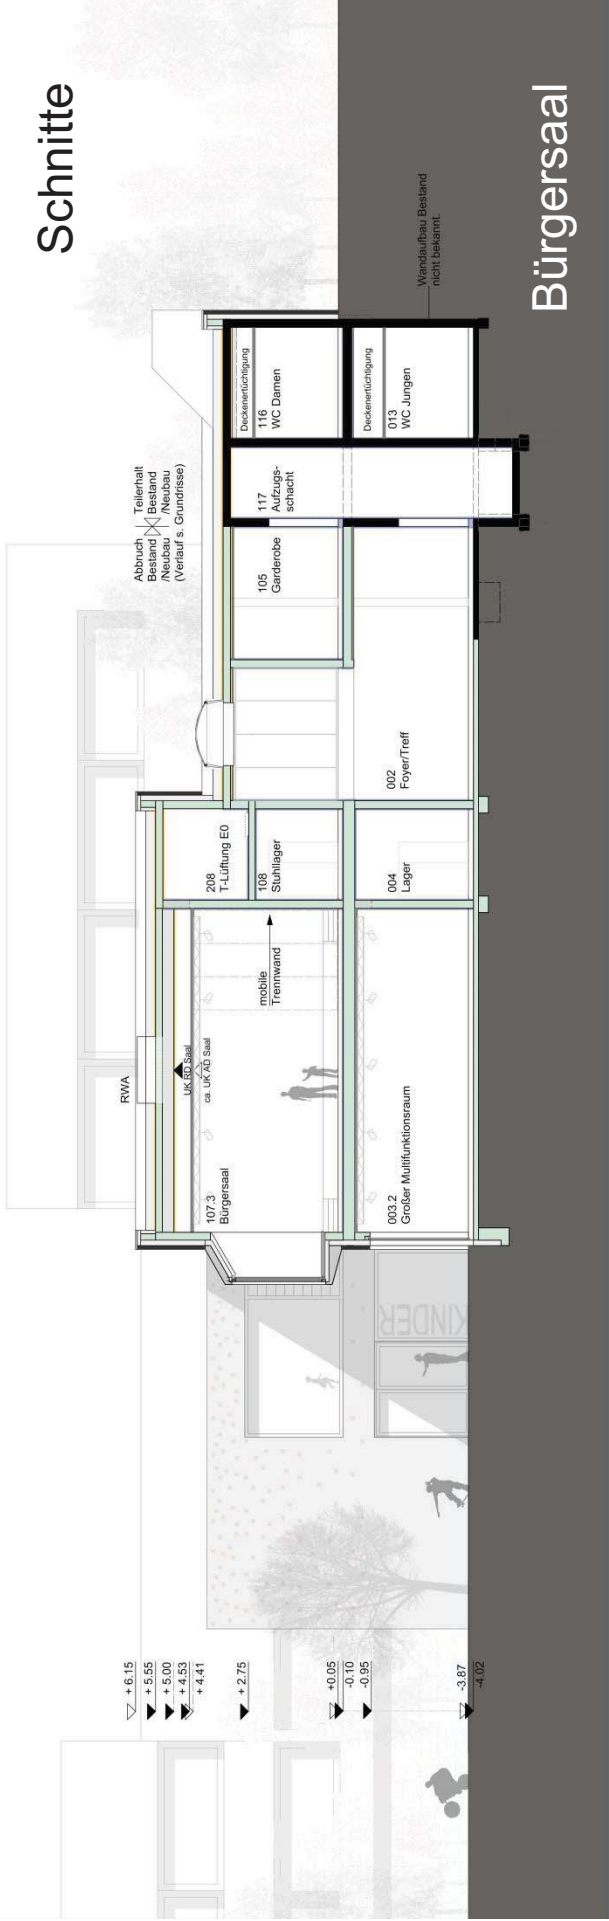 Schnitte
RWA
Abbruch
Bestand
/Neubau
(Verlauf s. Grundrisse)
Teilerhalt
Bestand
/Neubau
+ 6.15
+ 5.55
+ 5.00
+ 4.53
+ 4.41
+ 2.75
+0.05
-0.10
-0.95
-3.87
-4.02
UK RD Saal
ca. UK AD Saal
107.3
Bürgersaal
mobile
Trennwand
208
T-Lüftung E0
108
Stuhllager
105
Garderobe
117
Aufzugs-
schacht
Deckenertüchtigung
116
WC Damen
KINDER
003.2
Großer Multifunktionsraum
004
Lager
002
Foyer/Treff
Deckenertüchtigung
013
WC Jungen
Wandaufbau Bestand
nicht bekannt.
Bürgersaal